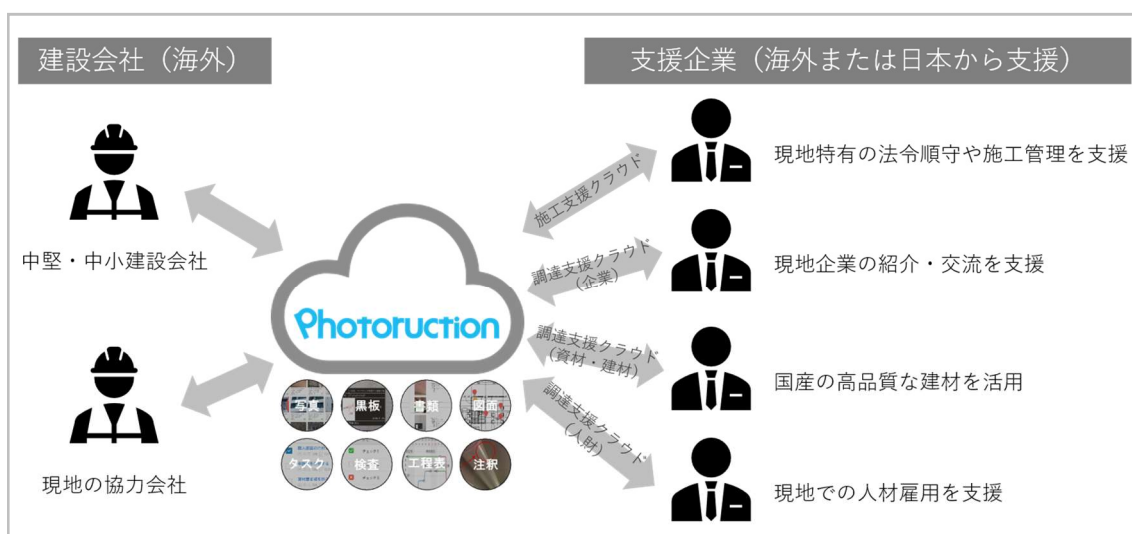 建設会社（海外）
支援企業（海外または日本から支援）
中堅・中小建設会社
現地の協力会社
Photoruction
写真
黒板
書類
図面
タスク
検査
工程表
注釈
施工支援クラウド
調達支援クラウド
（企業）
調達支援クラウド
（資材・建材）
調達支援クラウド
（人財）
現地特有の法令順守や施工管理を支援
現地企業の紹介・交流を支援
国産の高品質な建材を活用
現地での人材雇用を支援